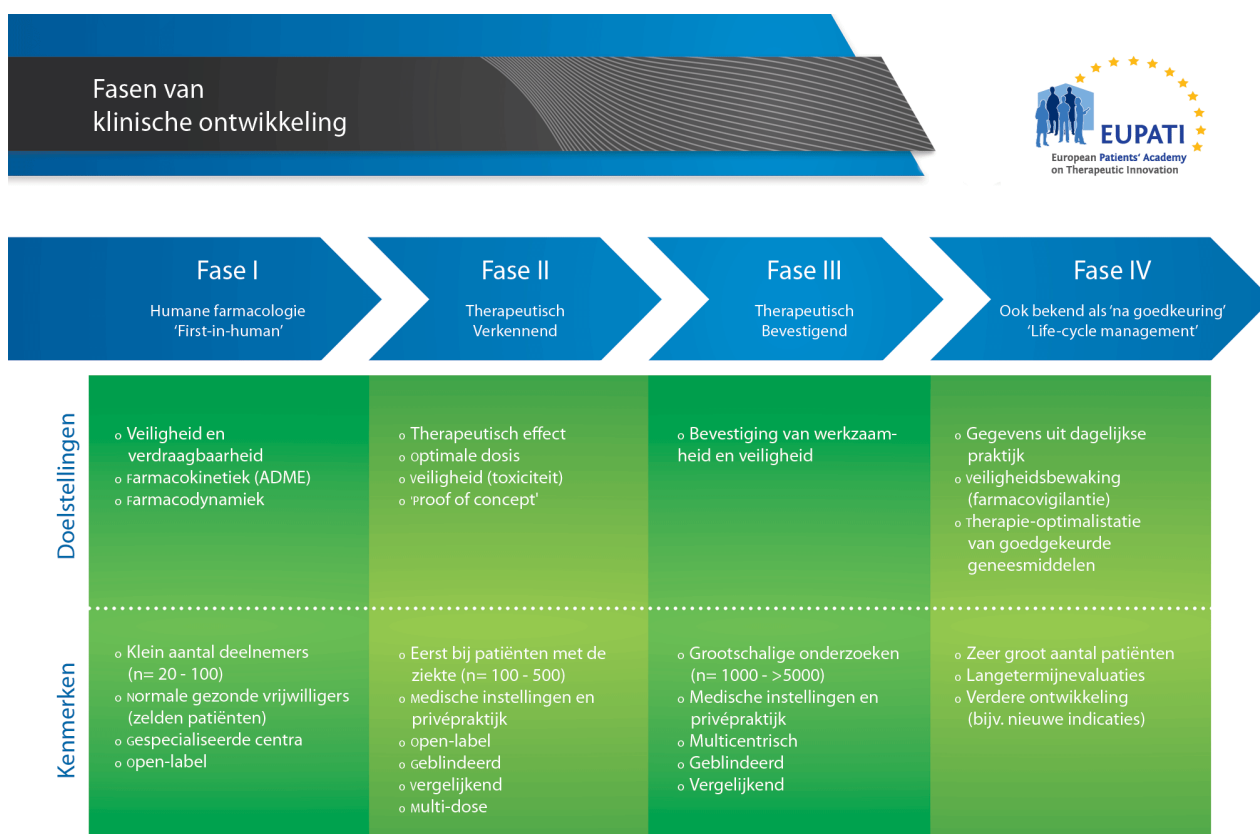 Fasen van
klinische ontwikkeling
EUPATI
European Patients' Academy
on Therapeutic Innovation
Fase I
Humane farmacologie
'First-in-human'
Fase II
Therapeutisch
Verkennend
Fase III
Therapeutisch
Bevestigend
Fase IV
Ook bekend als 'na goedkeuring'
'Life-cycle management'
Doelstellingen
o Veiligheid en
verdraagbaarheid
o Farmacokinetiek (ADME)
o Farmacodynamiek
o Therapeutisch effect
o Optimale dosis
o Veiligheid (toxiciteit)
o 'Proof of concept'
o Bevestiging van werkzaam-
heid en veiligheid
o Gegevens uit dagelijkse
praktijk
o Veiligheidsbewaking
(farmacovigilantie)
o Therapie-optimalistatie
van goedgekeurde
geneesmiddelen
Kenmerken
o Klein aantal deelnemers
(n= 20 - 100)
o Normale gezonde vrijwilligers
(zelden patiënten)
o Gespecialiseerde centra
o Open-label
o Eerst bij patiënten met de
ziekte (n= 100 - 500)
o Medische instellingen en
privépraktijk
o Open-label
o Geblindeerd
o Vergelijkend
o Multi-dose
o Grootschalige onderzoeken
(n= 1000 - >5000)
o Medische instellingen en
privépraktijk
o Multicentrisch
o Geblindeerd
o Vergelijkend
o Zeer groot aantal patiënten
o Langetermijnevaluaties
o Verdere ontwikkeling
(bijv. nieuwe indicaties)